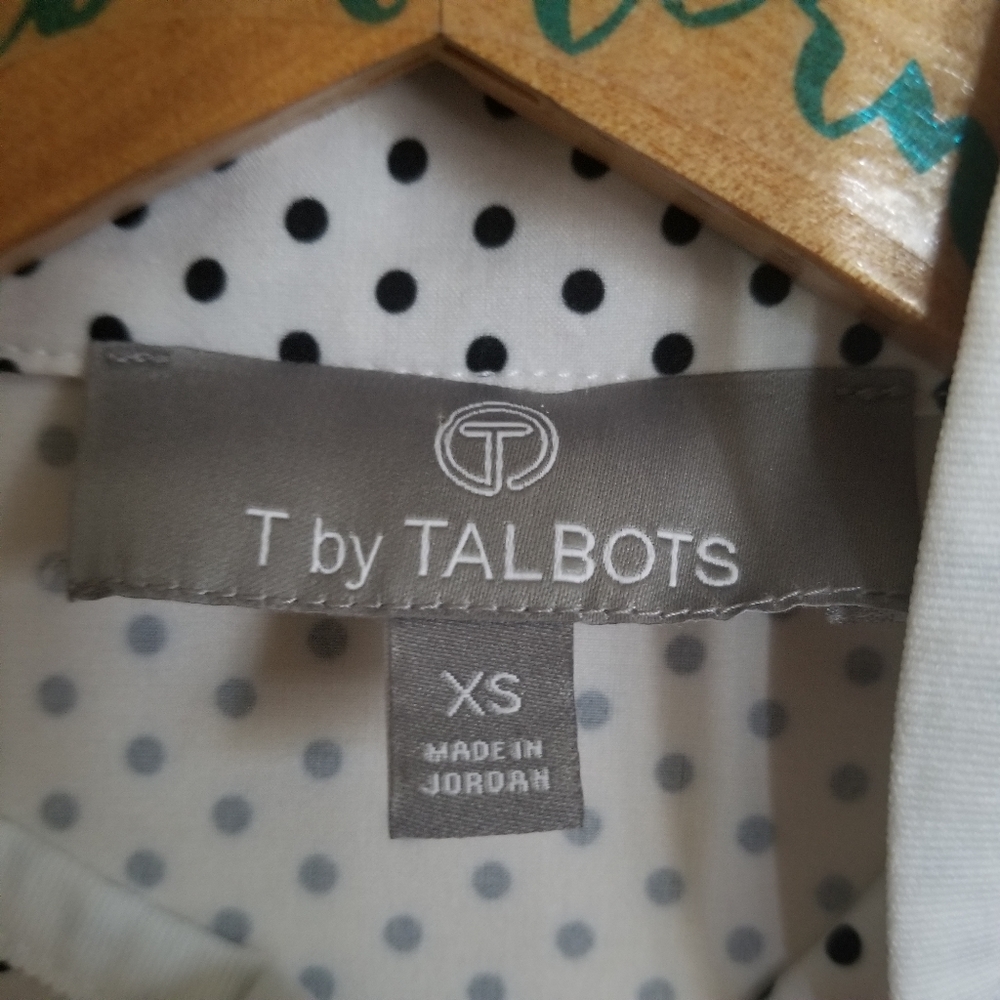 T
T by TALBOTS
XS
MADE IN
JORDAN